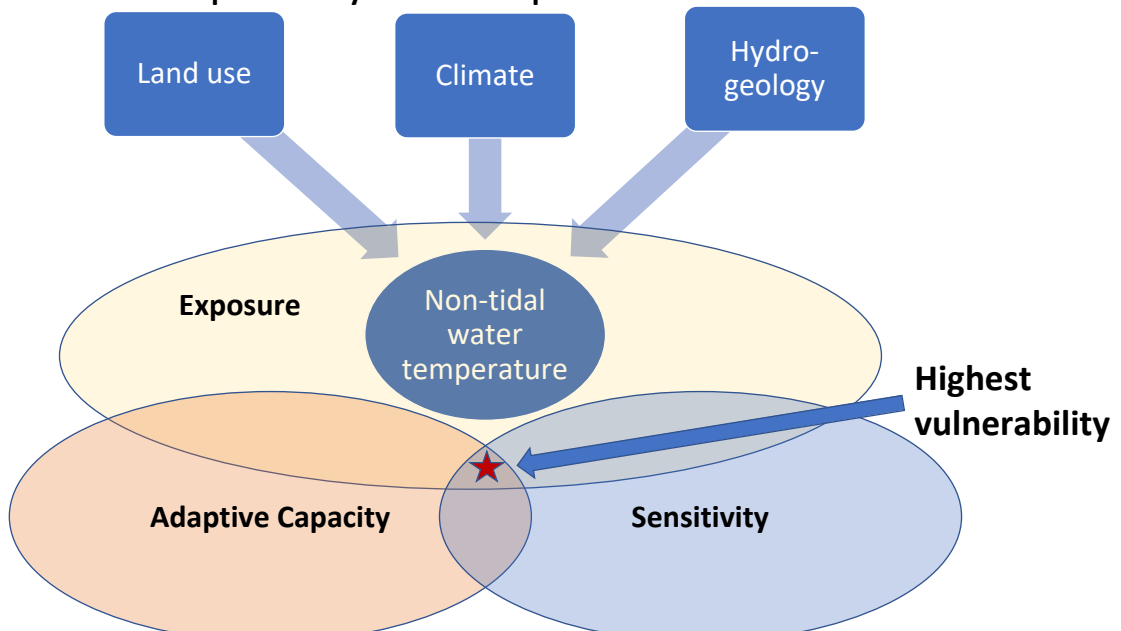 Land use
Climate
Hydro-
geology
Exposure
Non-tidal
water
temperature
Highest
vulnerability
Adaptive Capacity
Sensitivity